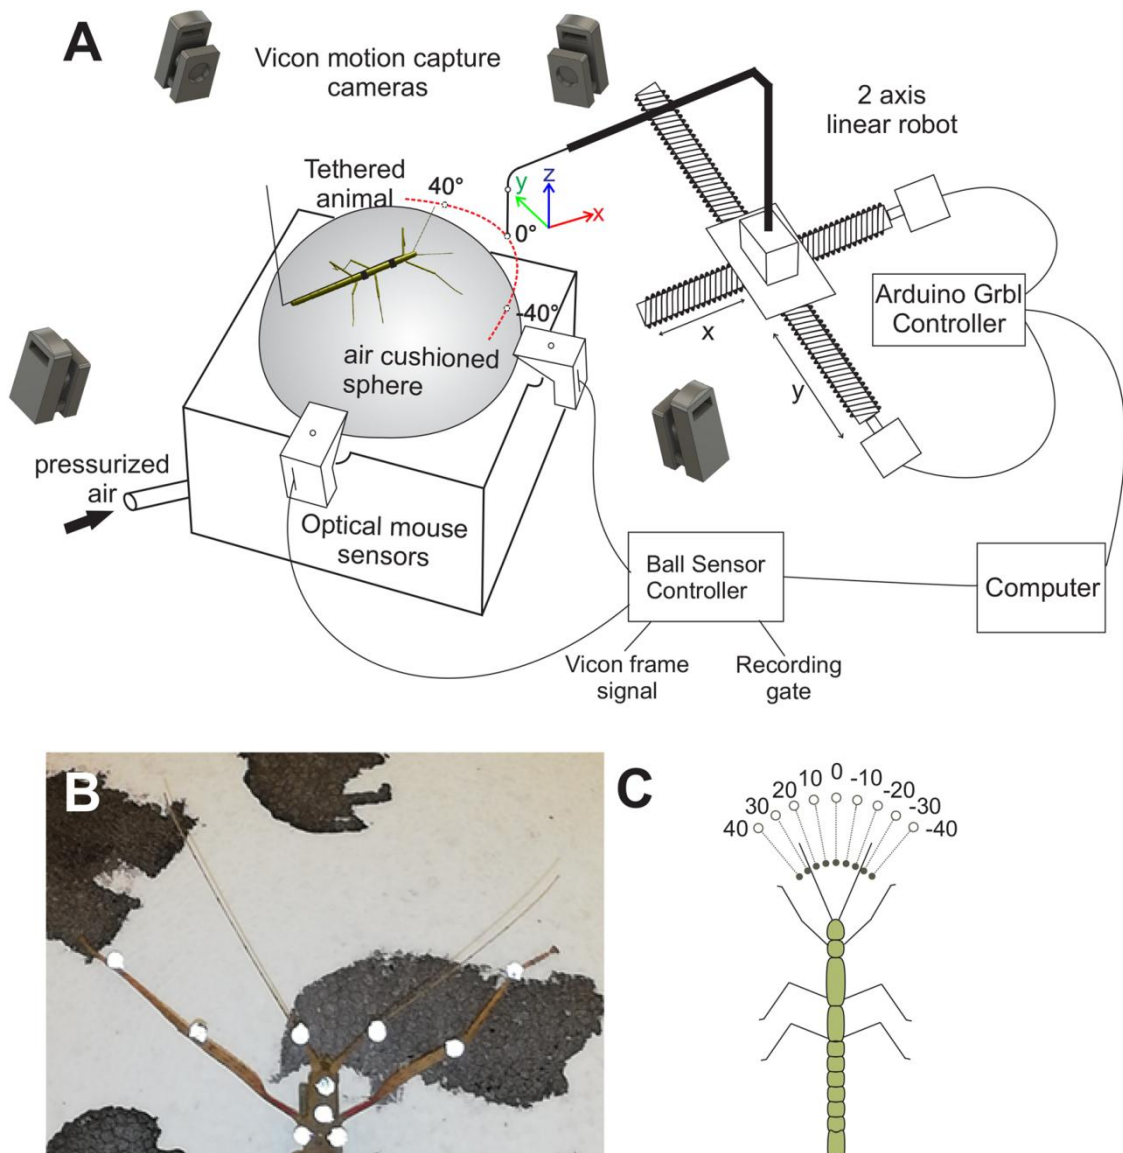 A
Vicon motion capture
cameras
2 axis
linear robot
Tethered
animal
40°
y
z
x
0°
-40°
air cushioned
sphere
x
y
Arduino Grbl
Controller
pressurized
air
Optical mouse
sensors
Ball Sensor
Controller
Computer
Vicon frame
signal
Recording
gate
B
C
40
30
20
10
0
-10
-20
-30
-40